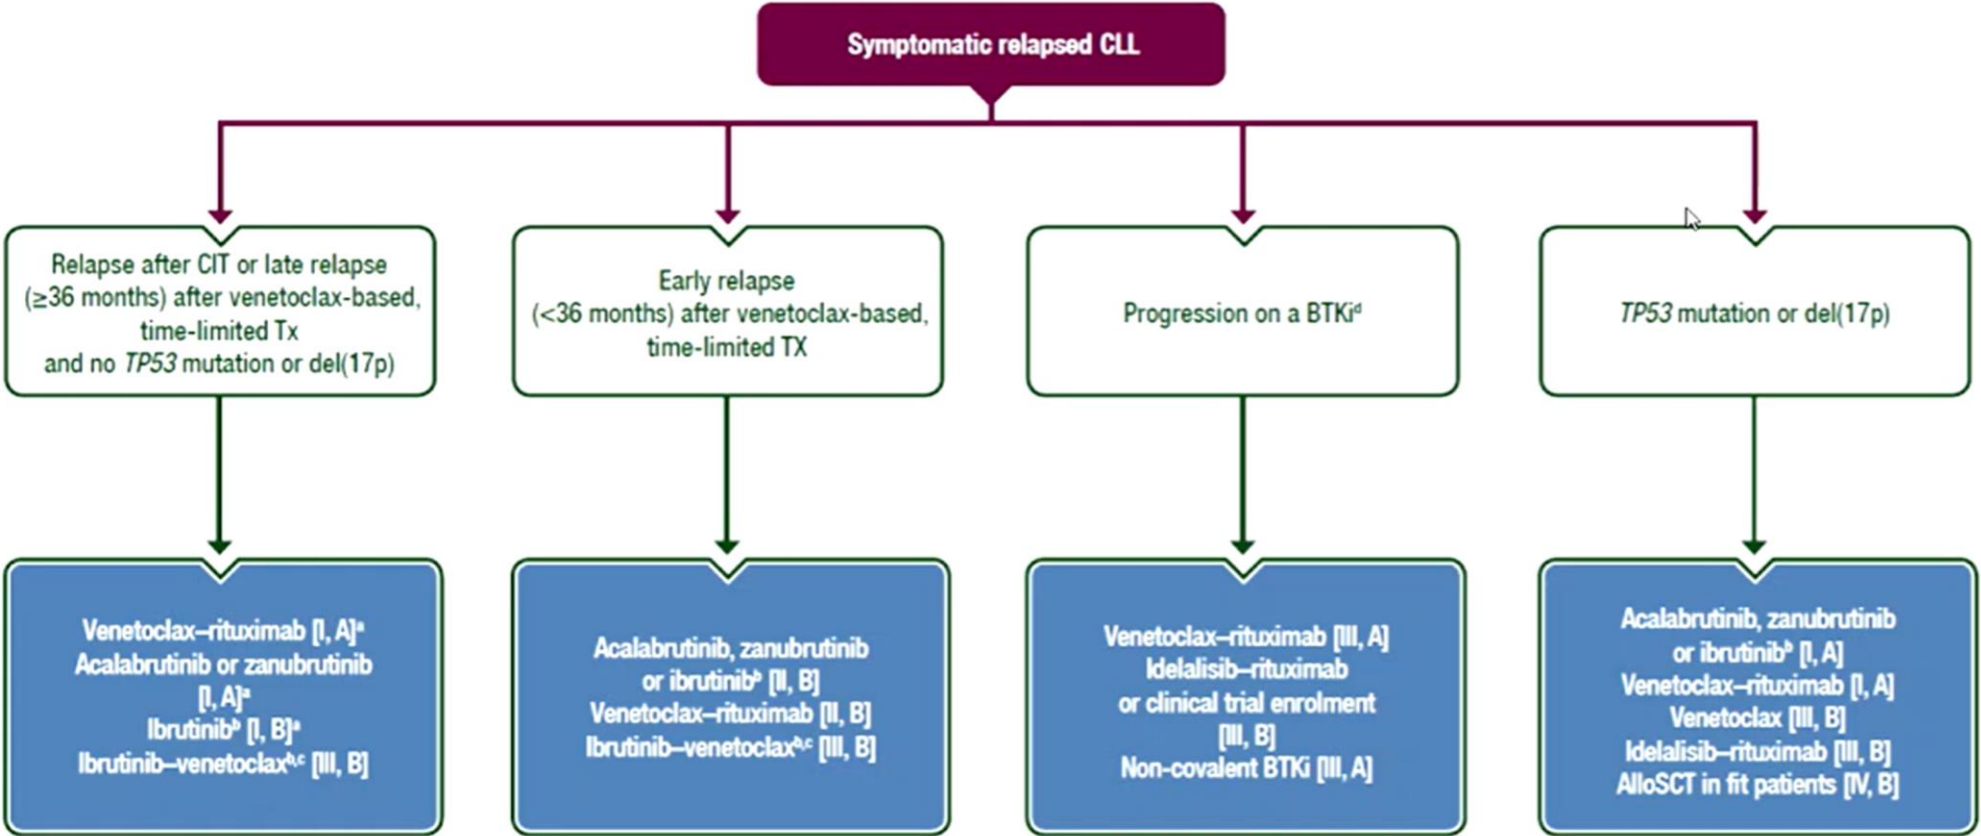 Symptomatic relapsed CLL
Relapse after CIT or late relapse
(≥36 months) after venetoclax-based,
time-limited Tx
and no TP53 mutation or del(17p)
Early relapse
(<36 months) after venetoclax-based,
time-limited TX
Progression on a BTKiᵈ
TP53 mutation or del(17p)
Venetoclax–rituximab [I, A]ᵃ
Acalabrutinib or zanubrutinib
[I, A]ᵃ
Ibrutinibᵇ [I, B]ᵃ
Ibrutinib–venetoclaxᵇ,ᶜ [III, B]
Acalabrutinib, zanubrutinib
or ibrutinibᵇ [II, B]
Venetoclax–rituximab [II, B]
Ibrutinib–venetoclaxᵇ,ᶜ [III, B]
Venetoclax–rituximab [III, A]
Idelalisib–rituximab
or clinical trial enrolment
[III, B]
Non-covalent BTKi [III, A]
Acalabrutinib, zanubrutinib
or ibrutinibᵇ [I, A]
Venetoclax–rituximab [I, A]
Venetoclax [III, B]
Idelalisib–rituximab [III, B]
AlloSCT in fit patients [IV, B]